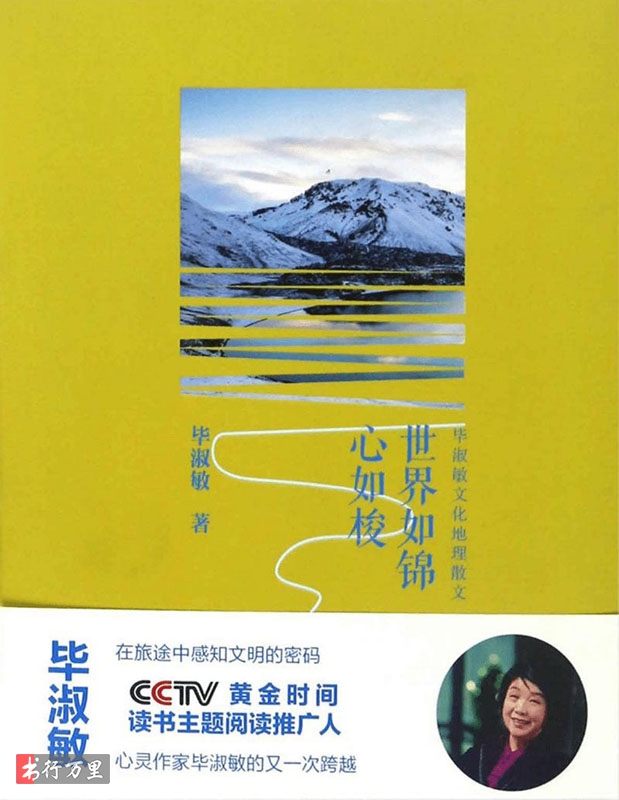 毕淑敏文化地理散文
世界如锦
心如梭
毕淑敏 著
毕淑敏
在旅途中感知文明的密码
CCTV 黄金时间
读书主题阅读推广人
心灵作家毕淑敏的又一次跨越
书行万里